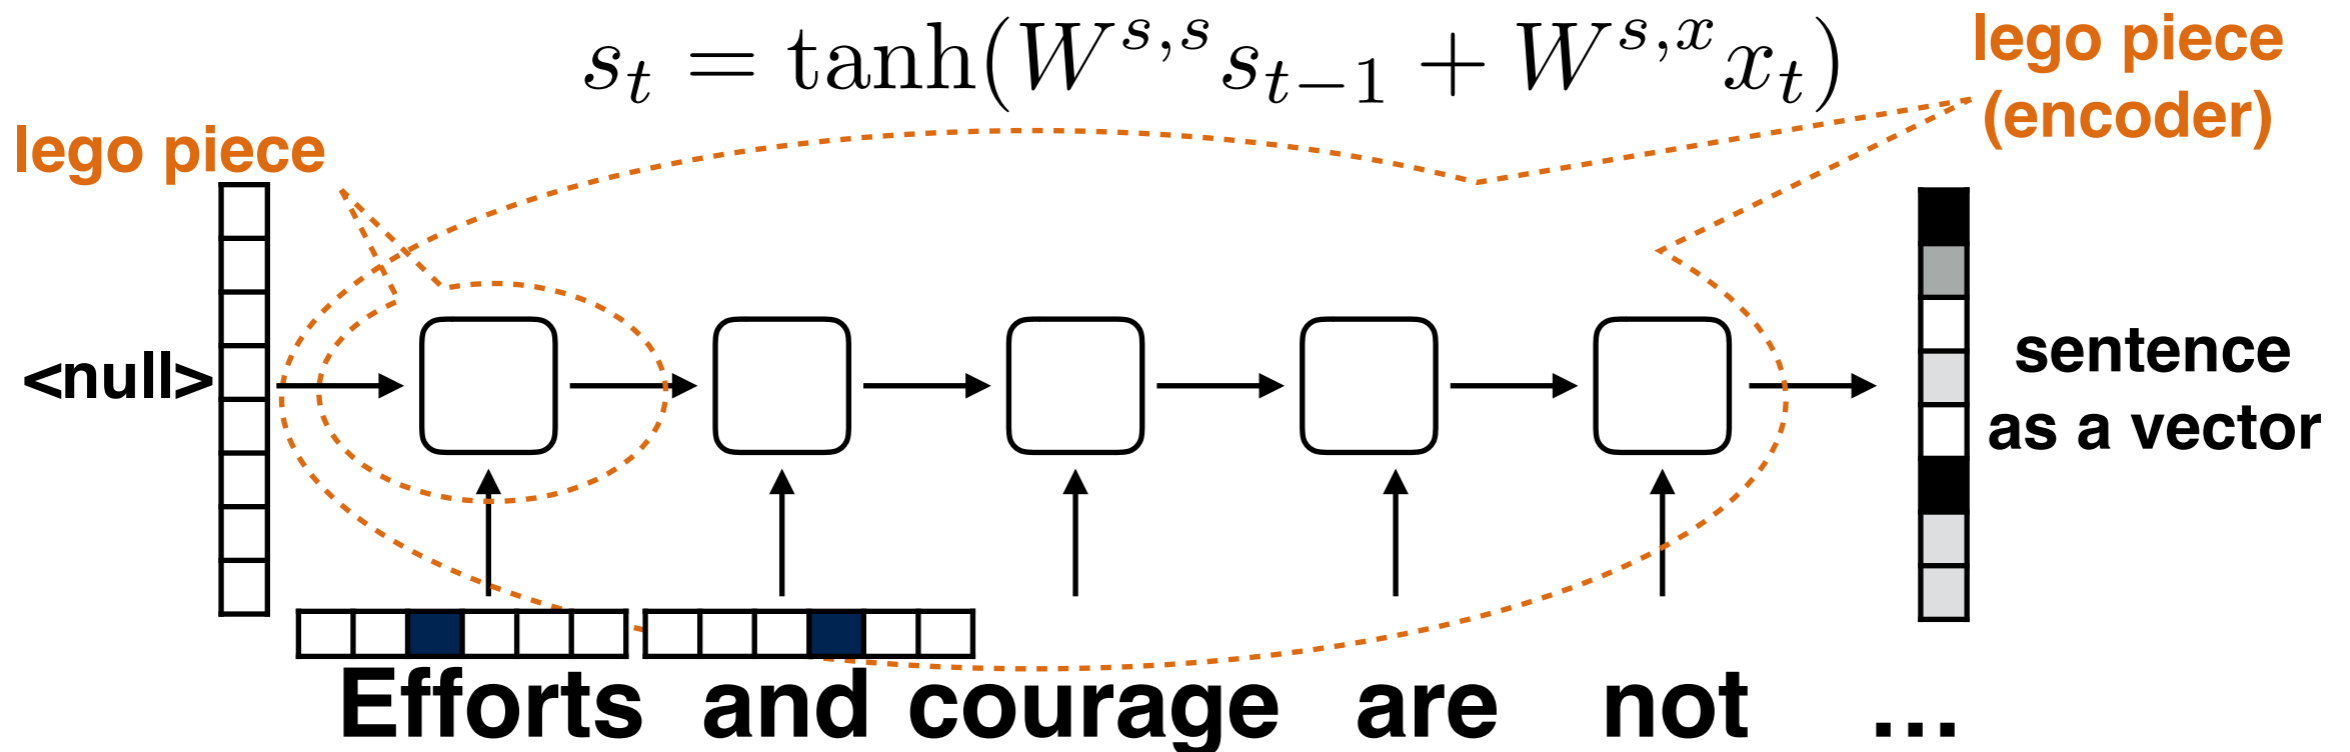 s_t = tanh(W^{s,s} s_{t-1} + W^{s,x} x_t)
lego piece
(encoder)
lego piece
<null>
sentence
as a vector
Efforts and courage are not ...